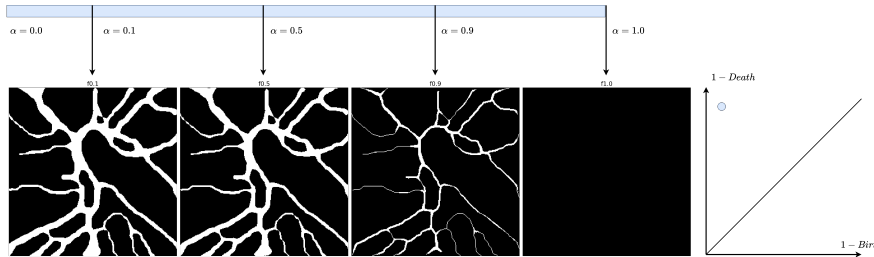 α = 0.0
α = 0.1
α = 0.5
α = 0.9
α = 1.0
f0.1
f0.5
f0.9
f1.0
1 − Death
1 − Bir